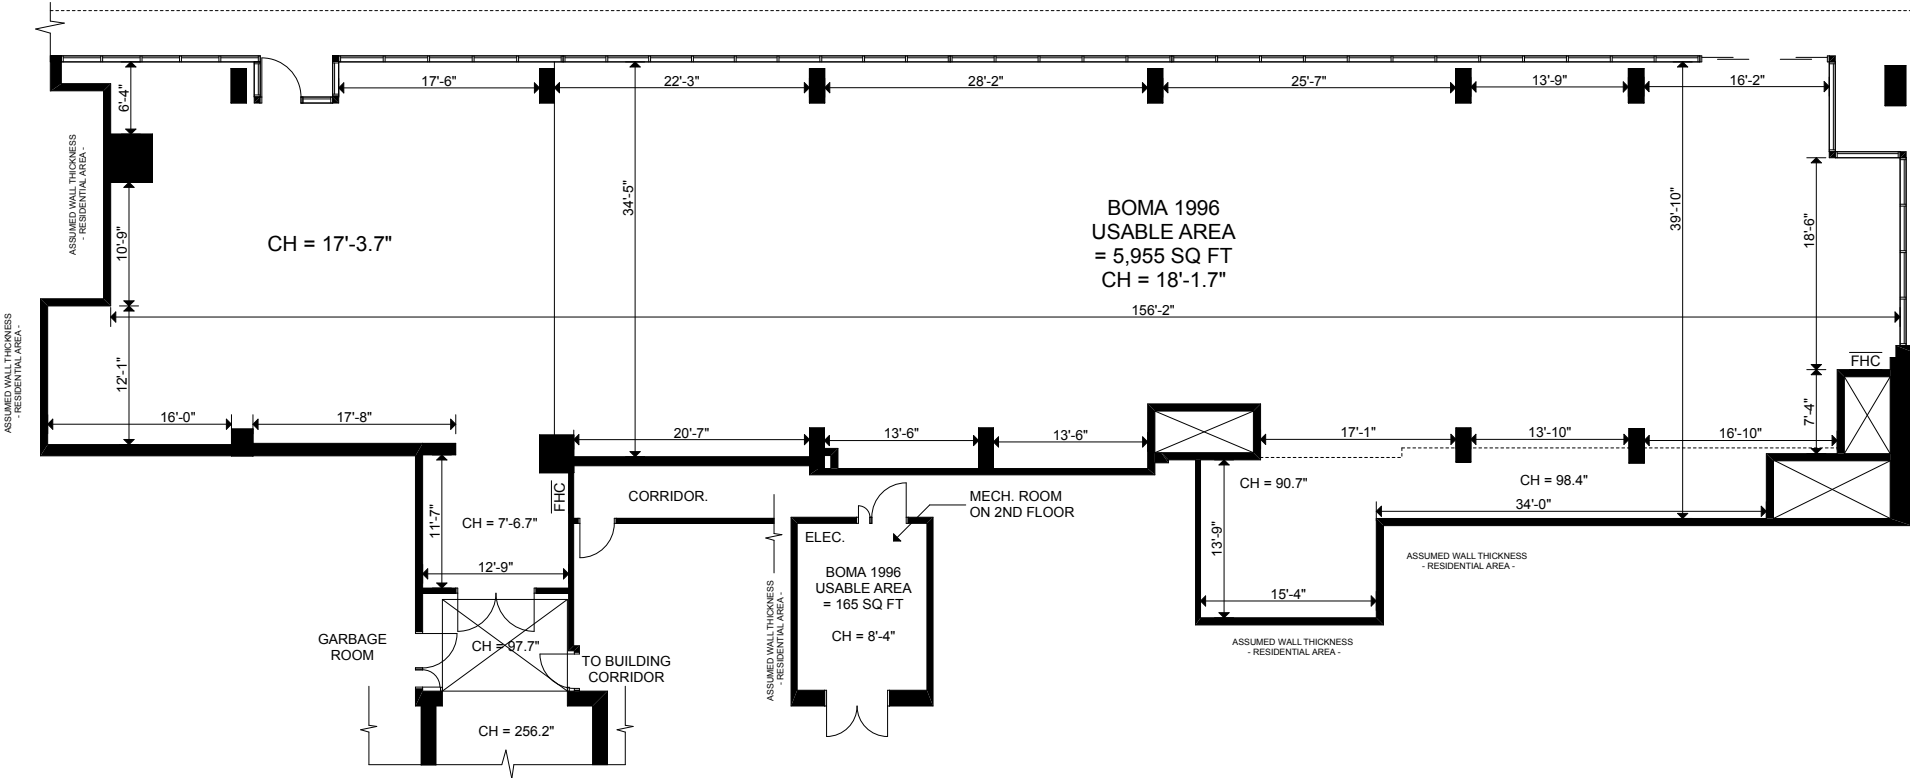 17'-6"
22'-3"
28'-2"
25'-7"
13'-9"
16'-2"
6'-4"
ASSUMED WALL THICKNESS
- RESIDENTIAL AREA -
34'-5"
39'-10"
BOMA 1996
USABLE AREA
= 5,955 SQ FT
CH = 18'-1.7"
CH = 17'-3.7"
10'-9"
18'-6"
156'-2"
ASSUMED WALL THICKNESS
- RESIDENTIAL AREA -
12'-1"
FHC
7'-4"
16'-0"
17'-8"
20'-7"
13'-6"
13'-6"
17'-1"
13'-10"
16'-10"
FHC
CORRIDOR.
MECH. ROOM
ON 2ND FLOOR
CH = 90.7"
CH = 98.4"
34'-0"
11'-7"
CH = 7'-6.7"
ELEC.
13'-9"
12'-9"
BOMA 1996
USABLE AREA
= 165 SQ FT
CH = 8'-4"
ASSUMED WALL THICKNESS
- RESIDENTIAL AREA -
15'-4"
ASSUMED WALL THICKNESS
- RESIDENTIAL AREA -
ASSUMED WALL THICKNESS
- RESIDENTIAL AREA -
GARBAGE
ROOM
CH = 97.7"
TO BUILDING
CORRIDOR
CH = 256.2"